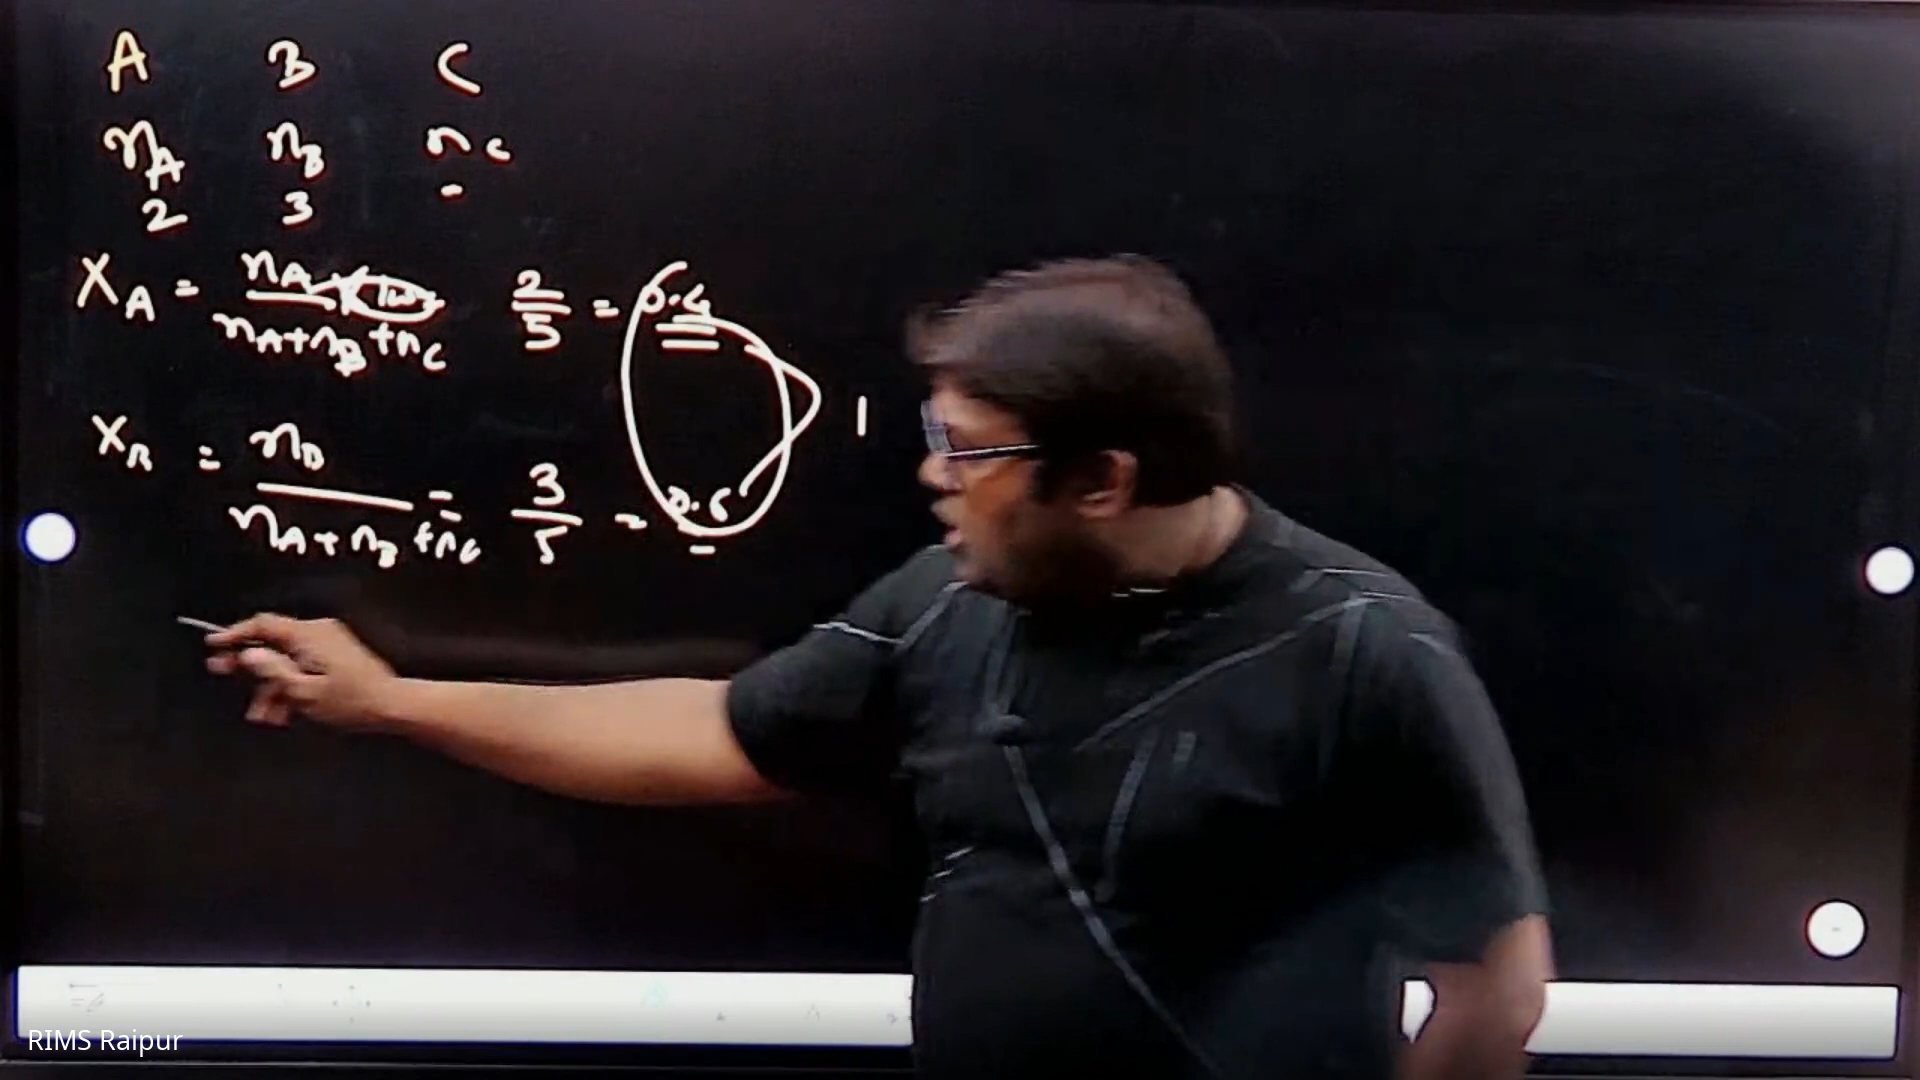 A B C
nA nB nC
2 3 -
XA = nA / nA+nB+nC 2/5 = 0.4
1
XB = nB / nA+nB+nC = 3/5 = 0.6
RIMS Raipur